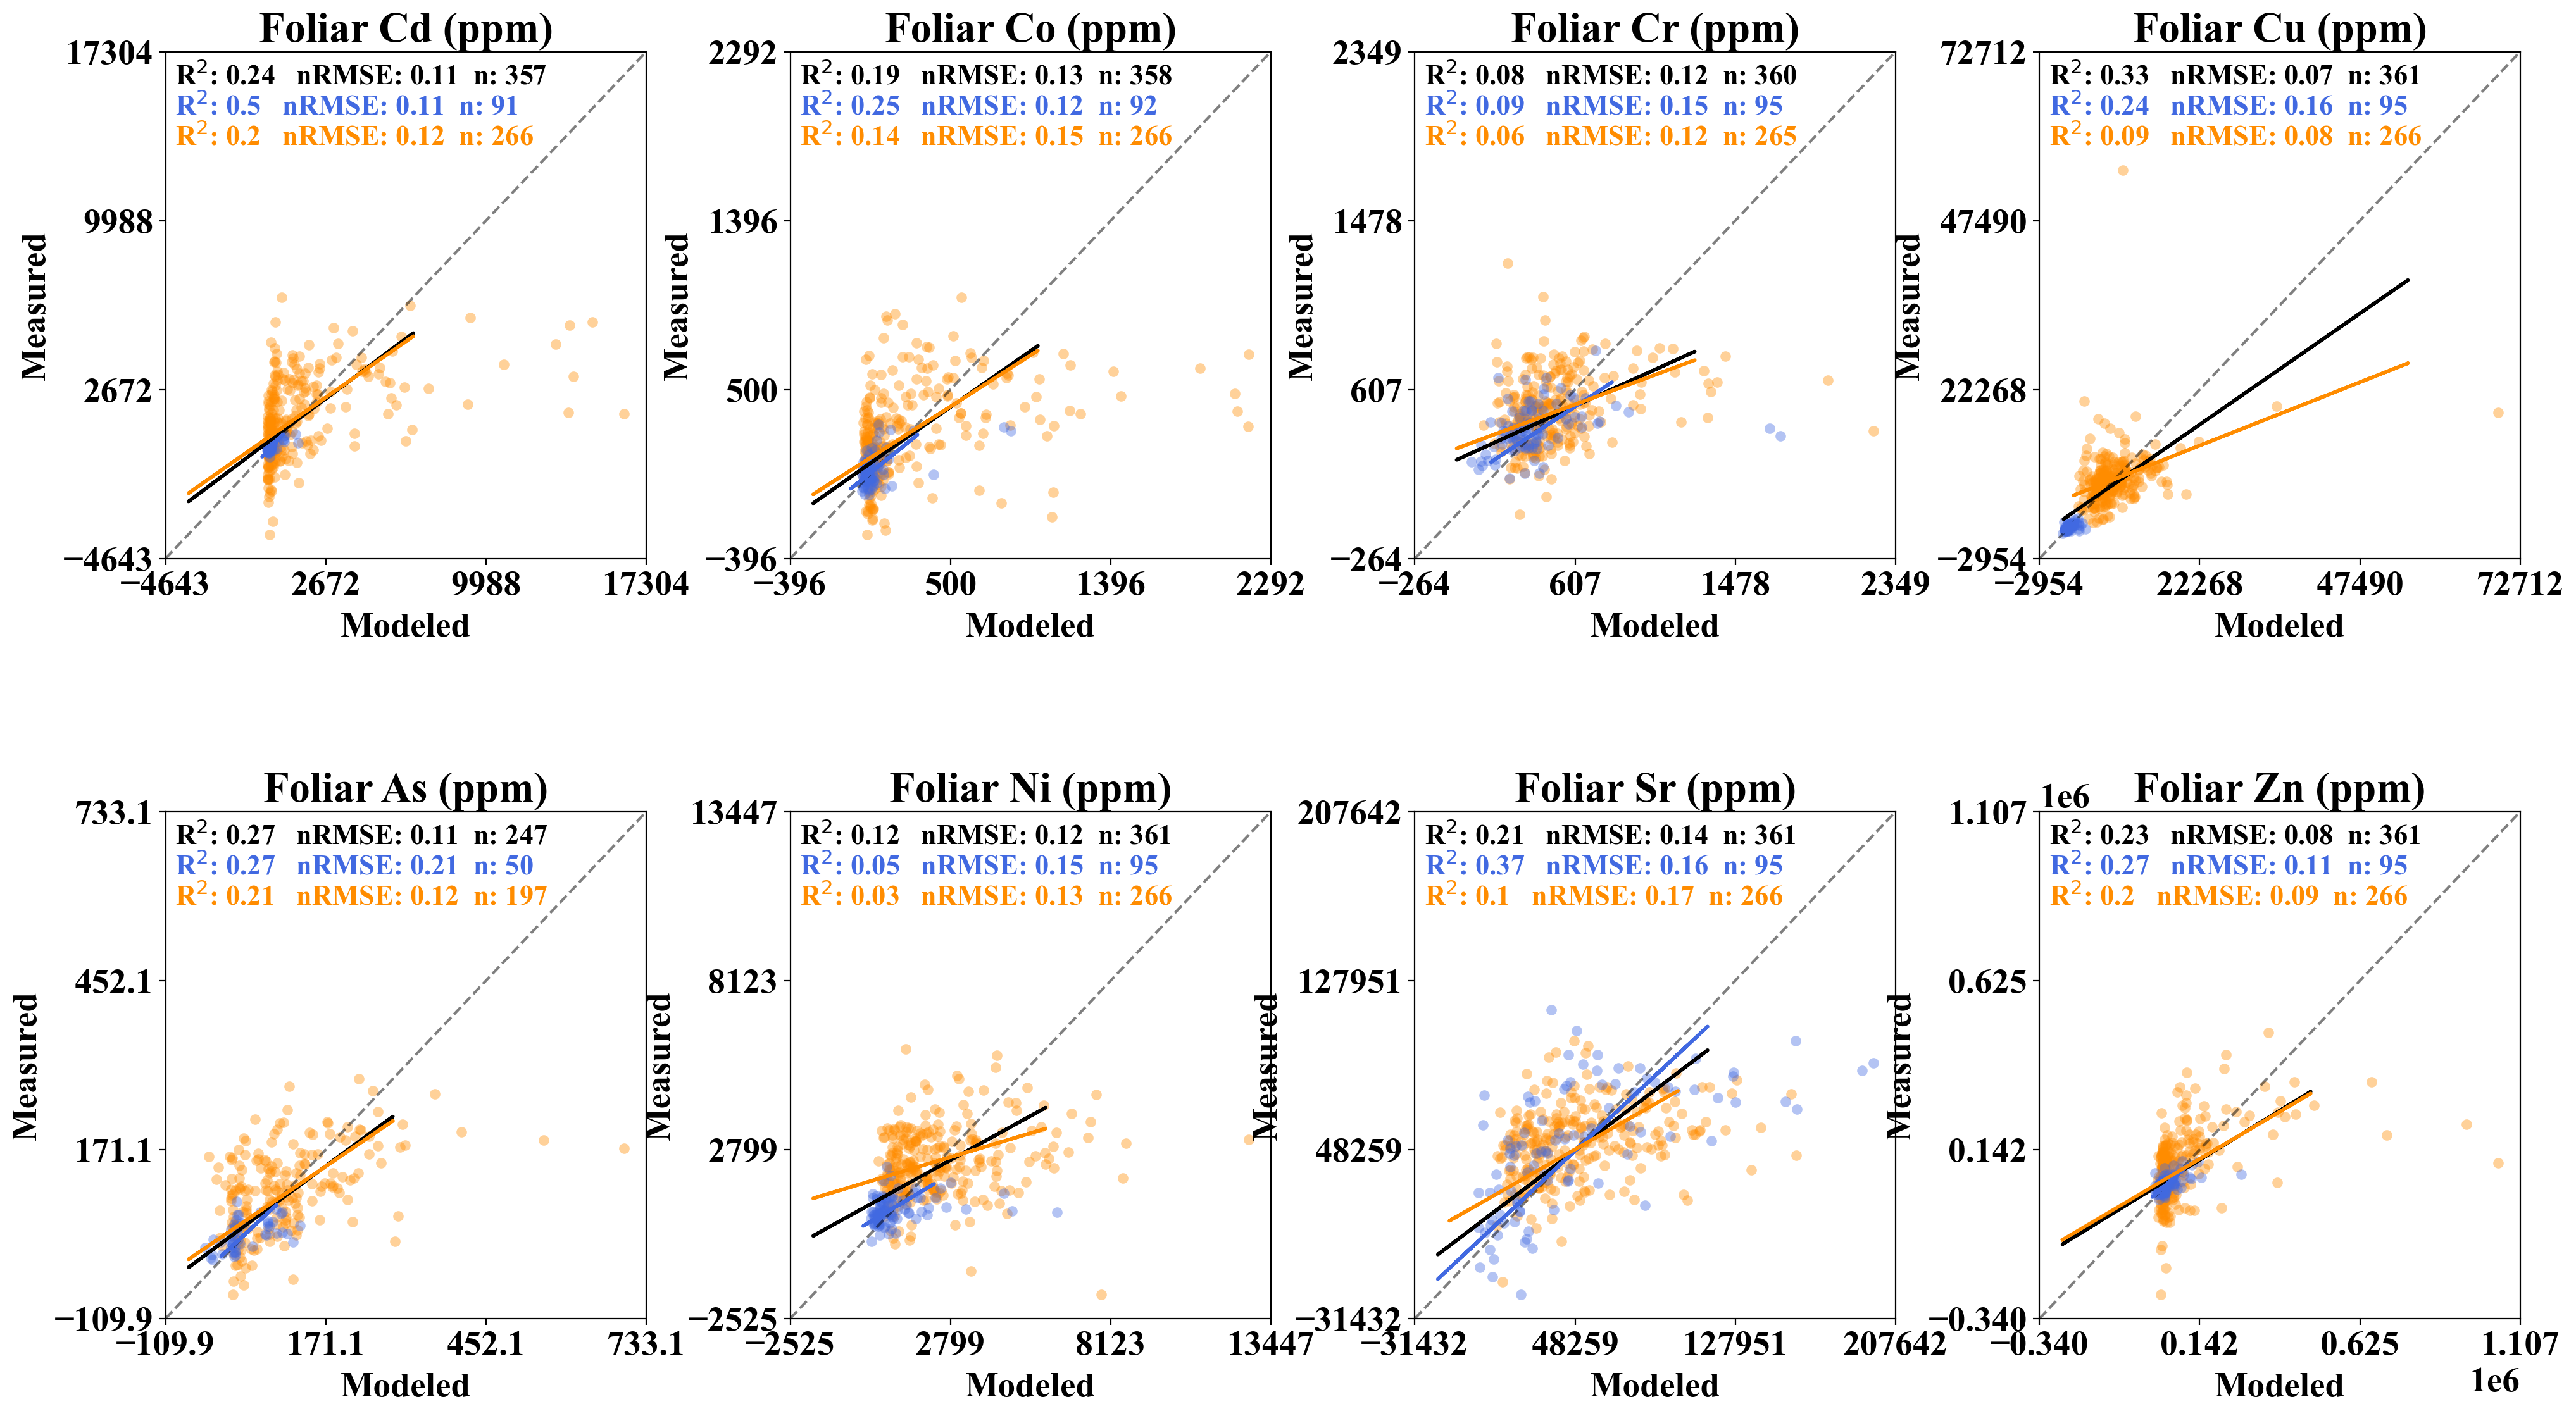 Foliar Cd (ppm)
17304
R²: 0.24 nRMSE: 0.11 n: 357
R²: 0.5 nRMSE: 0.11 n: 91
R²: 0.2 nRMSE: 0.12 n: 266
9988
2672
−4643
Measured
−4643 2672 9988 17304
Modeled
Foliar Co (ppm)
2292
R²: 0.19 nRMSE: 0.13 n: 358
R²: 0.25 nRMSE: 0.12 n: 92
R²: 0.14 nRMSE: 0.15 n: 266
1396
500
−396
Measured
−396 500 1396 2292
Modeled
Foliar Cr (ppm)
2349
R²: 0.08 nRMSE: 0.12 n: 360
R²: 0.09 nRMSE: 0.15 n: 95
R²: 0.06 nRMSE: 0.12 n: 265
1478
607
−264
Measured
−264 607 1478 2349
Modeled
Foliar Cu (ppm)
72712
R²: 0.33 nRMSE: 0.07 n: 361
R²: 0.24 nRMSE: 0.16 n: 95
R²: 0.09 nRMSE: 0.08 n: 266
47490
22268
−2954
Measured
−2954 22268 47490 72712
Modeled
Foliar As (ppm)
733.1
R²: 0.27 nRMSE: 0.11 n: 247
R²: 0.27 nRMSE: 0.21 n: 50
R²: 0.21 nRMSE: 0.12 n: 197
452.1
171.1
−109.9
Measured
−109.9 171.1 452.1 733.1
Modeled
Foliar Ni (ppm)
13447
R²: 0.12 nRMSE: 0.12 n: 361
R²: 0.05 nRMSE: 0.15 n: 95
R²: 0.03 nRMSE: 0.13 n: 266
8123
2799
−2525
Measured
−2525 2799 8123 13447
Modeled
Foliar Sr (ppm)
207642
R²: 0.21 nRMSE: 0.14 n: 361
R²: 0.37 nRMSE: 0.16 n: 95
R²: 0.1 nRMSE: 0.17 n: 266
127951
48259
−31432
Measured
−31432 48259 127951 207642
Modeled
1e6 Foliar Zn (ppm)
1.107
R²: 0.23 nRMSE: 0.08 n: 361
R²: 0.27 nRMSE: 0.11 n: 95
R²: 0.2 nRMSE: 0.09 n: 266
0.625
0.142
−0.340
Measured
−0.340 0.142 0.625 1.107
Modeled 1e6